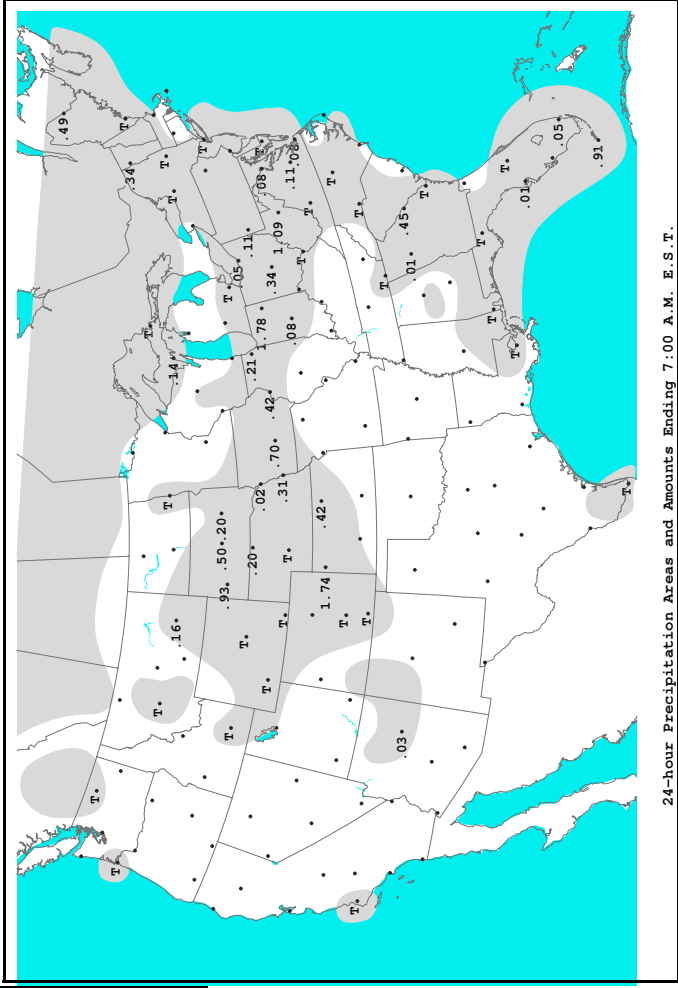 .49
T
T
T
.34
T
T
T
T
T
.14
.16
T
.50
.20
.93
T
T
.05
T
.11
.21
.20
T
.02
1.78
.08
T
.42
.34
.70
1.09
.31
T
T
.11
.08
.08
T
T
.42
1.74
T
T
T
T
T
T
.03
.45
.01
T
T
T
T
T
.01
.05
.91
T
24-hour Precipitation Areas and Amounts Ending 7:00 A.M. E.S.T.